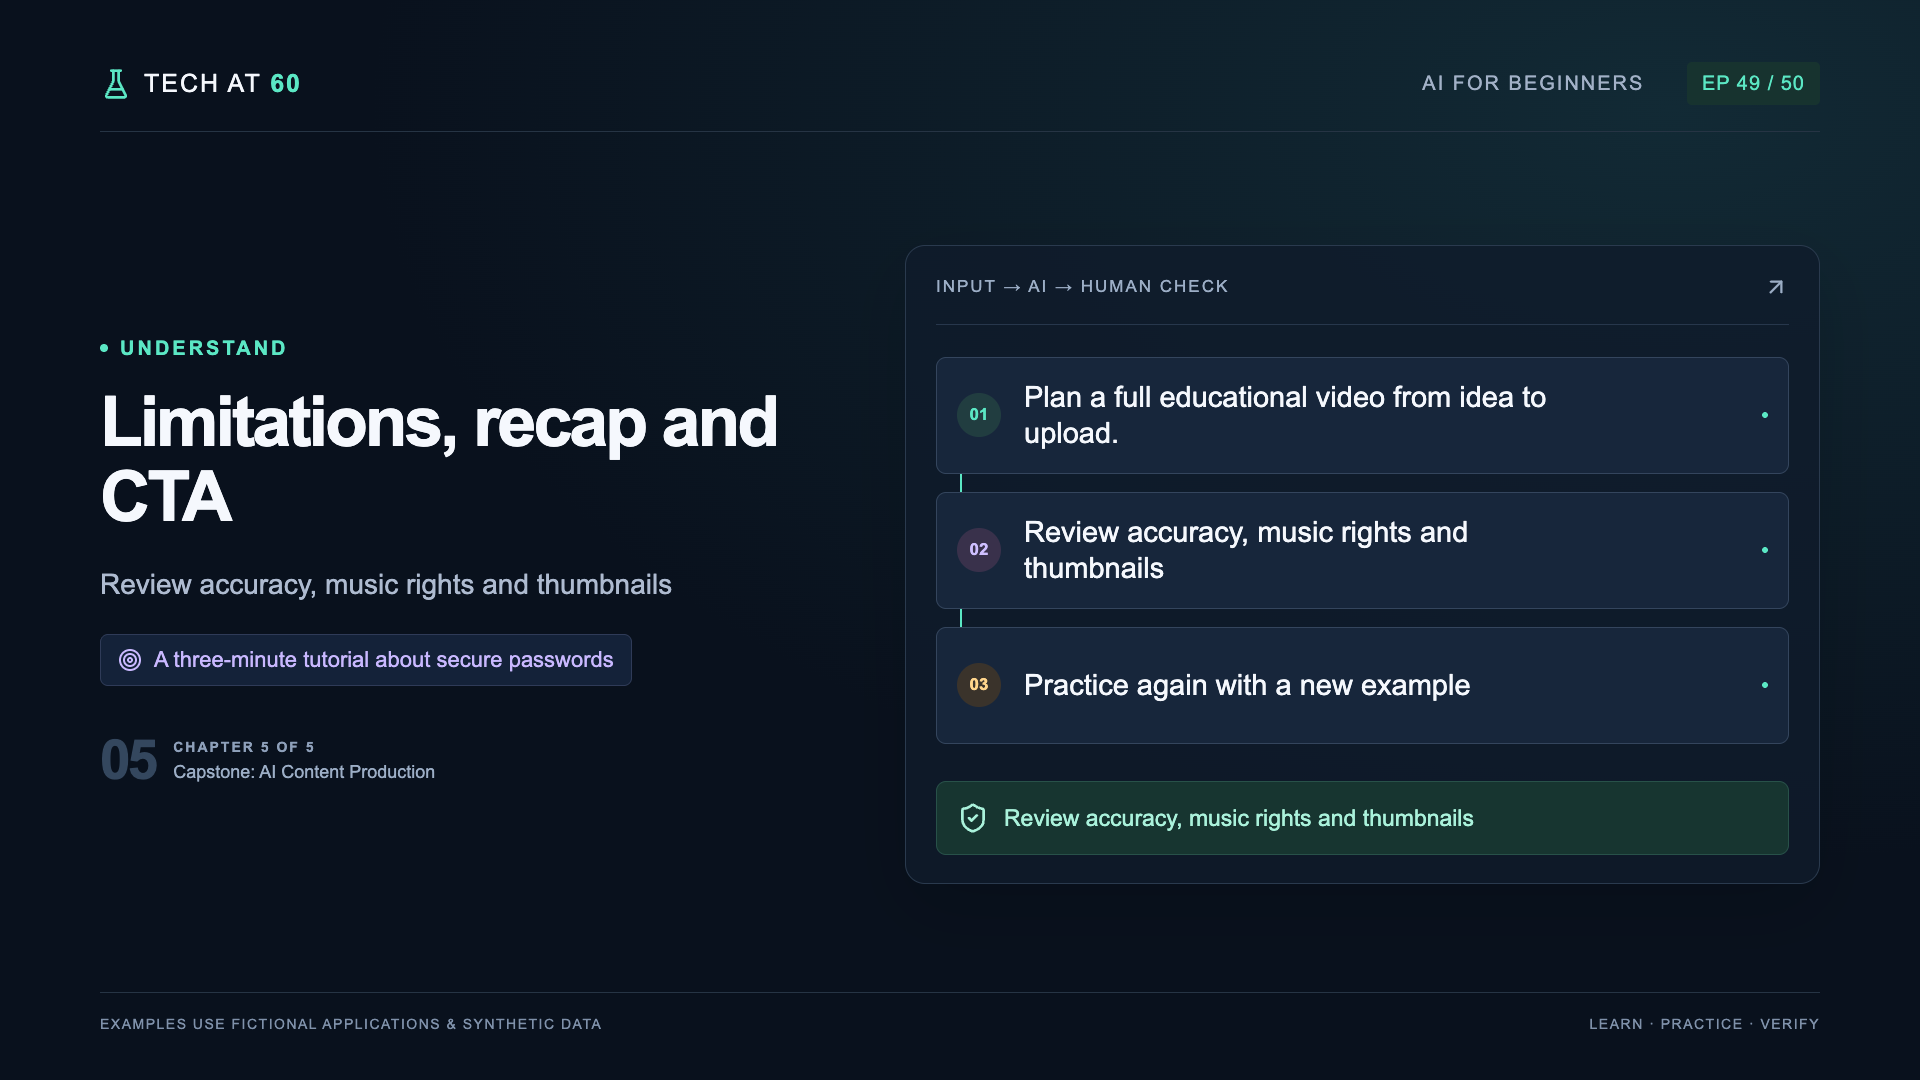 TECH AT 60
AI FOR BEGINNERS
EP 49 / 50
UNDERSTAND
Limitations, recap and
CTA
Review accuracy, music rights and thumbnails
A three-minute tutorial about secure passwords
05
CHAPTER 5 OF 5
Capstone: AI Content Production
INPUT → AI → HUMAN CHECK
01
Plan a full educational video from idea to
upload.
02
Review accuracy, music rights and
thumbnails
03
Practice again with a new example
Review accuracy, music rights and thumbnails
EXAMPLES USE FICTIONAL APPLICATIONS & SYNTHETIC DATA
LEARN · PRACTICE · VERIFY